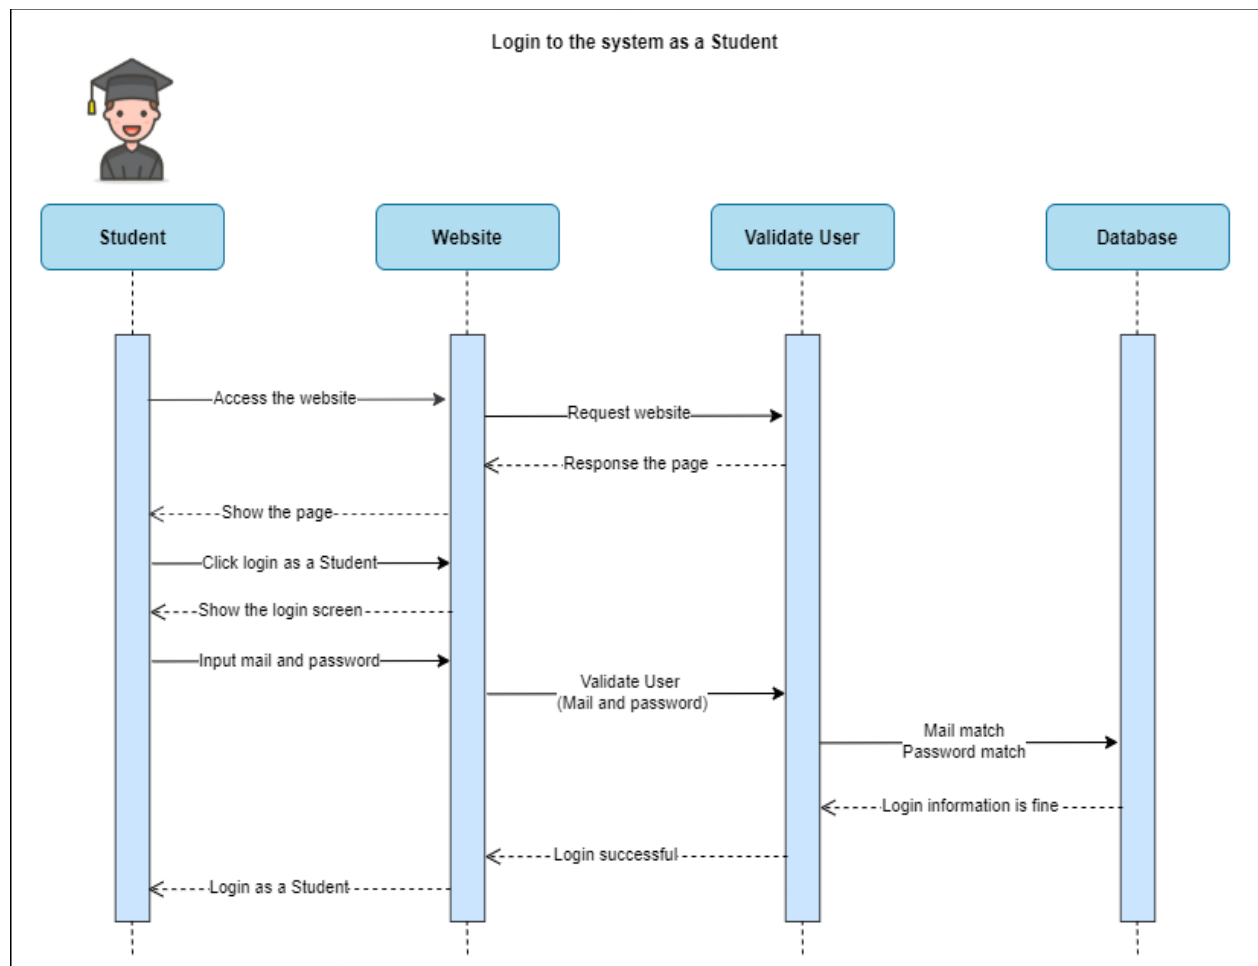 Login to the system as a Student
Student
Website
Validate User
Database
Access the website
Request website
Response the page
Show the page
Click login as a Student
Show the login screen
Input mail and password
Validate User
(Mail and password)
Mail match
Password match
Login information is fine
Login successful
Login as a Student